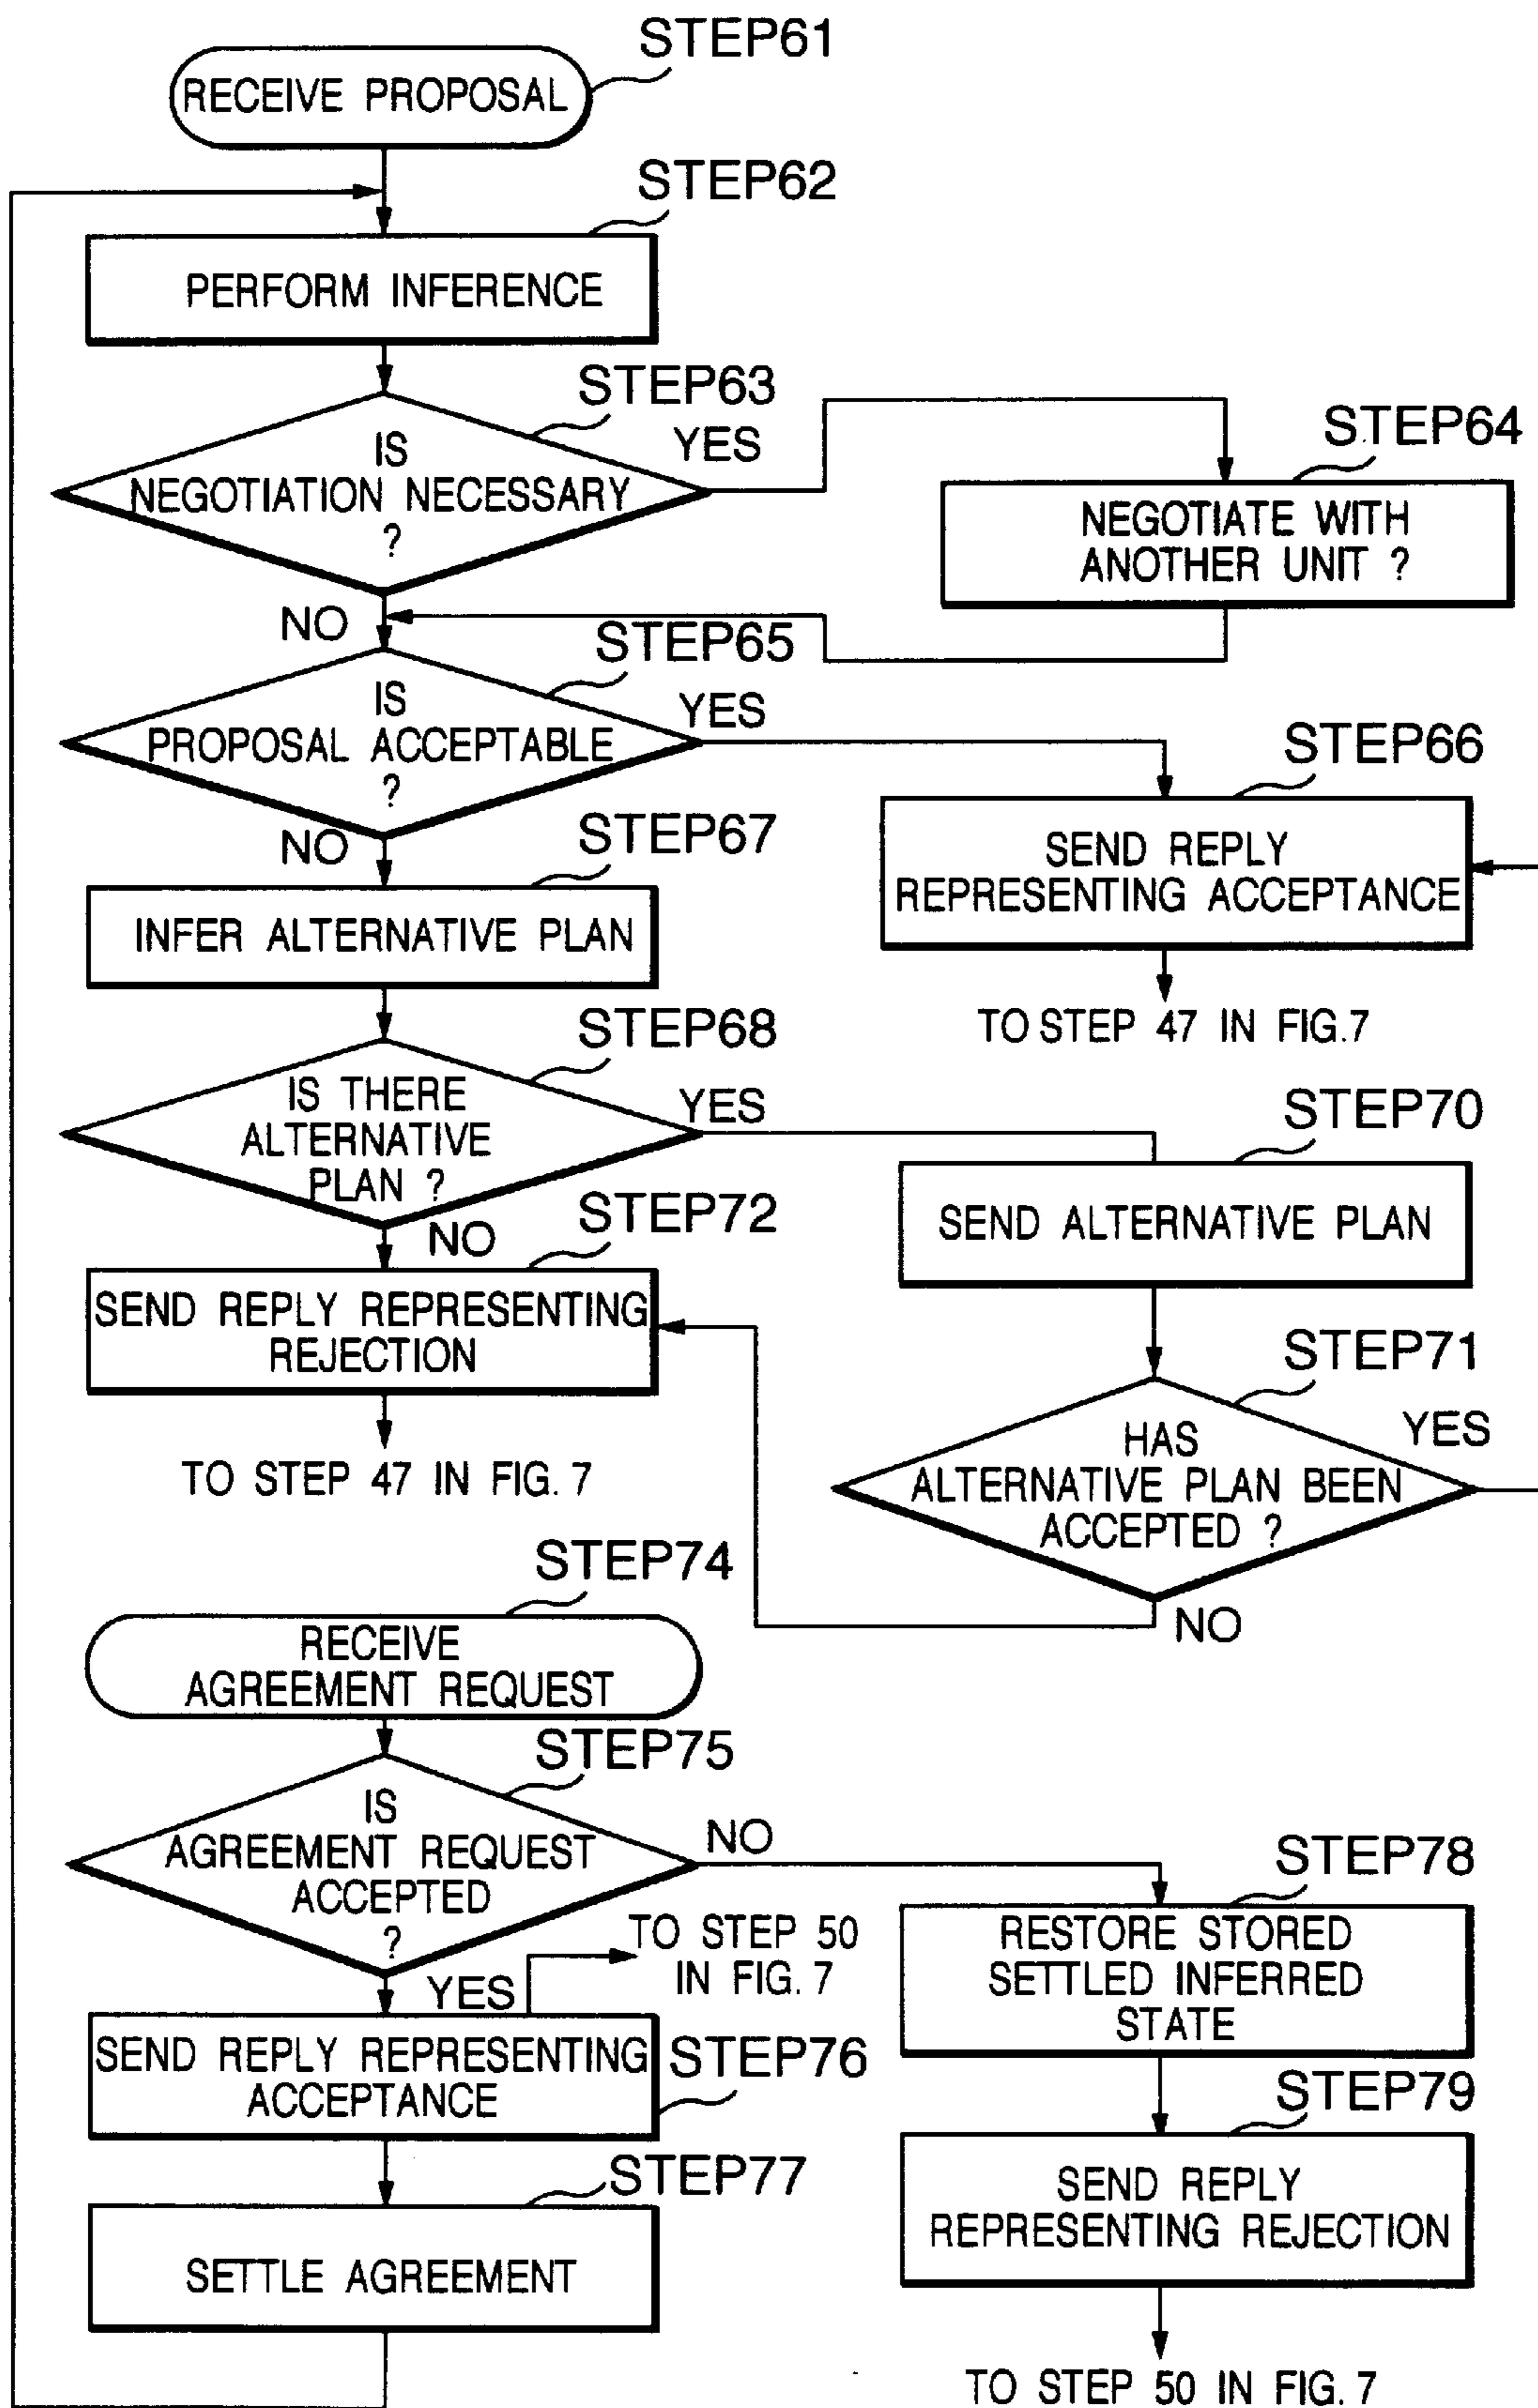 STEP61
RECEIVE PROPOSAL
STEP62
PERFORM INFERENCE
STEP63
IS
NEGOTIATION NECESSARY
?
YES
STEP64
NEGOTIATE WITH
ANOTHER UNIT ?
NO
STEP65
IS
PROPOSAL ACCEPTABLE
?
YES
STEP66
SEND REPLY
REPRESENTING ACCEPTANCE
TO STEP 47 IN FIG.7
NO
STEP67
INFER ALTERNATIVE PLAN
STEP68
IS THERE
ALTERNATIVE
PLAN ?
YES
STEP70
SEND ALTERNATIVE PLAN
NO
STEP72
SEND REPLY REPRESENTING
REJECTION
TO STEP 47 IN FIG. 7
STEP71
HAS
ALTERNATIVE PLAN BEEN
ACCEPTED ?
YES
NO
STEP74
RECEIVE
AGREEMENT REQUEST
STEP75
IS
AGREEMENT REQUEST
ACCEPTED
?
NO
STEP78
RESTORE STORED
SETTLED INFERRED
STATE
YES
TO STEP 50
IN FIG. 7
SEND REPLY REPRESENTING
ACCEPTANCE
STEP76
STEP79
SEND REPLY
REPRESENTING REJECTION
STEP77
SETTLE AGREEMENT
TO STEP 50 IN FIG. 7